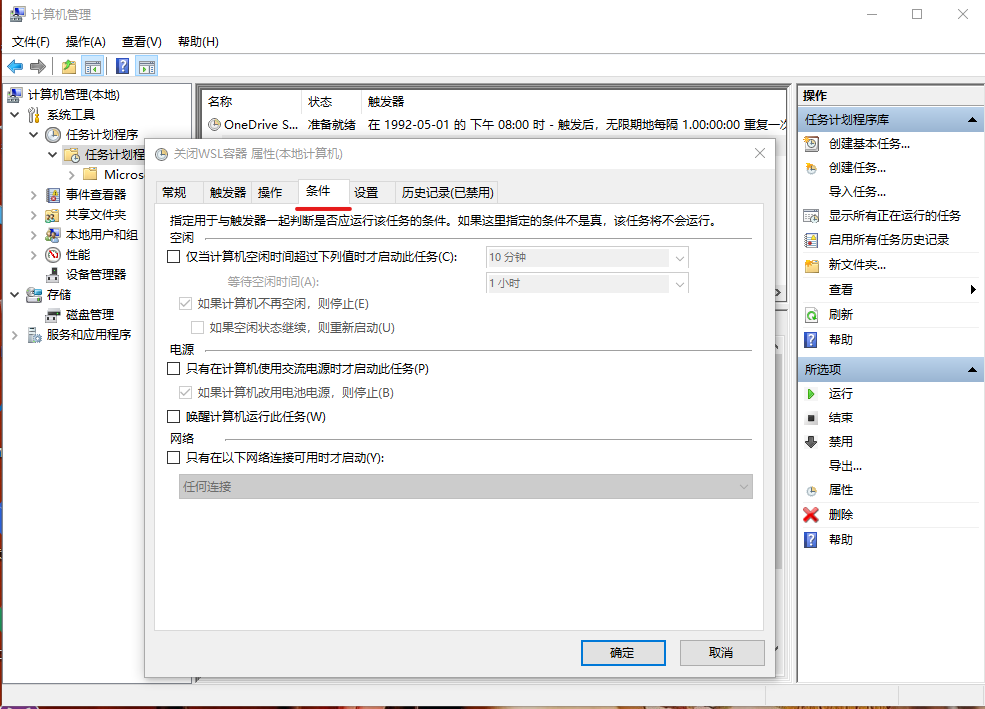 计算机管理
文件(F) 操作(A) 查看(V) 帮助(H)
计算机管理(本地)
系统工具
任务计划程序
任务计划程
Micros
事件查看器
共享文件夹
本地用户和组
性能
设备管理器
存储
磁盘管理
服务和应用程序
名称 状态 触发器
OneDrive S... 准备就绪 在 1992-05-01 的 下午 08:00 时 - 触发后，无限期地每隔 1.00:00:00 重复一次
关闭WSL容器 属性(本地计算机)
常规 触发器 操作 条件 设置 历史记录(已禁用)
指定用于与触发器一起判断是否应运行该任务的条件。如果这里指定的条件不是真，该任务将不会运行。
空闲
仅当计算机空闲时间超过下列值时才启动此任务(C): 10 分钟
等待空闲时间(A): 1 小时
如果计算机不再空闲，则停止(E)
如果空闲状态继续，则重新启动(U)
电源
只有在计算机使用交流电源时才启动此任务(P)
如果计算机改用电池电源，则停止(B)
唤醒计算机运行此任务(W)
网络
只有在以下网络连接可用时才启动(Y):
任何连接
确定 取消
操作
任务计划程序库
创建基本任务...
创建任务...
导入任务...
显示所有正在运行的任务
启用所有任务历史记录
新文件夹...
查看
刷新
帮助
所选项
运行
结束
禁用
导出...
属性
删除
帮助